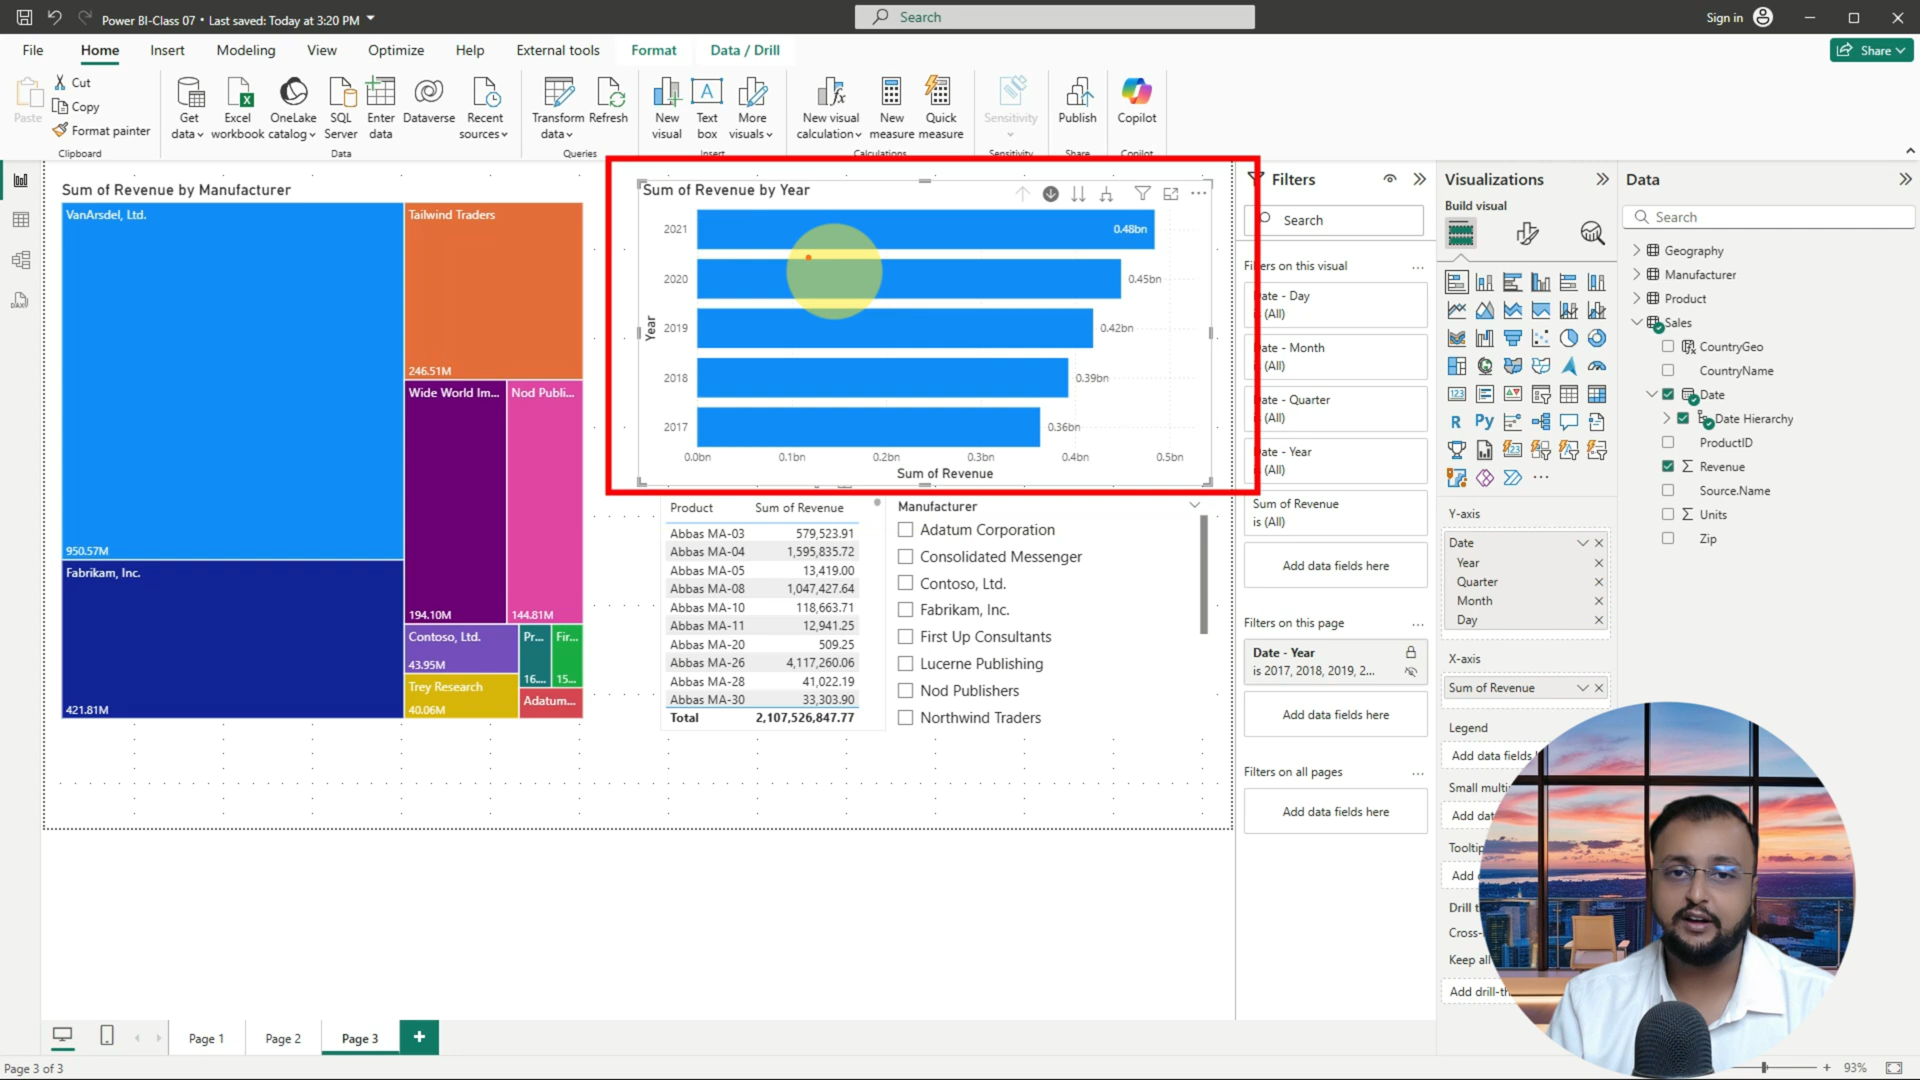 Power BI-Class 07 • Last saved: Today at 3:20 PM
Search
Sign in
File
Home
Insert
Modeling
View
Optimize
Help
External tools
Format
Data / Drill
Share
Paste
Cut
Copy
Format painter
Clipboard
Get data
Excel workbook
OneLake catalog
SQL Server
Enter data
Dataverse
Recent sources
Data
Transform data
Refresh
Queries
New visual
Text box
More visuals
Insert
New visual calculation
New measure
Quick measure
Calculations
Sensitivity
Sensitivity
Publish
Share
Copilot
Copilot
Sum of Revenue by Manufacturer
VanArsdel, Ltd.
950.57M
Fabrikam, Inc.
421.81M
Tailwind Traders
246.51M
Wide World Im...
194.10M
Nod Publi...
144.81M
Contoso, Ltd.
43.95M
Trey Research
40.06M
Pr...
16....
Fir...
15...
Adatum...
Sum of Revenue by Year
Year
2021
0.48bn
2020
0.45bn
2019
0.42bn
2018
0.39bn
2017
0.36bn
0.0bn 0.1bn 0.2bn 0.3bn 0.4bn 0.5bn
Sum of Revenue
Product Sum of Revenue
Abbas MA-03 579,523.91
Abbas MA-04 1,595,835.72
Abbas MA-05 13,419.00
Abbas MA-08 1,047,427.64
Abbas MA-10 118,663.71
Abbas MA-11 12,941.25
Abbas MA-20 509.25
Abbas MA-26 4,117,260.06
Abbas MA-28 41,022.19
Abbas MA-30 33,303.90
Total 2,107,526,847.77
Manufacturer
Adatum Corporation
Consolidated Messenger
Contoso, Ltd.
Fabrikam, Inc.
First Up Consultants
Lucerne Publishing
Nod Publishers
Northwind Traders
Filters
Search
Filters on this visual
Date - Day
(All)
Date - Month
(All)
Date - Quarter
(All)
Date - Year
(All)
Sum of Revenue
is (All)
Add data fields here
Filters on this page
Date - Year
is 2017, 2018, 2019, 2...
Add data fields here
Filters on all pages
Add data fields here
Visualizations
Build visual
123
R
Py
Y-axis
Date
Year
Quarter
Month
Day
X-axis
Sum of Revenue
Legend
Add data fields
Small multi
Add dat
Tooltip
Add
Drill t
Cross-
Keep all
Add drill-th
Data
Search
Geography
Manufacturer
Product
Sales
CountryGeo
CountryName
Date
Date Hierarchy
ProductID
Revenue
Source.Name
Units
Zip
Page 1
Page 2
Page 3
+
Page 3 of 3
+ 93%